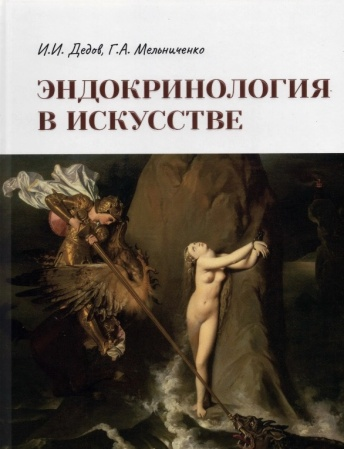 И.И. Дедов, Г.А. Мельниченко
ЭНДОКРИНОЛОГИЯ
В ИСКУССТВЕ